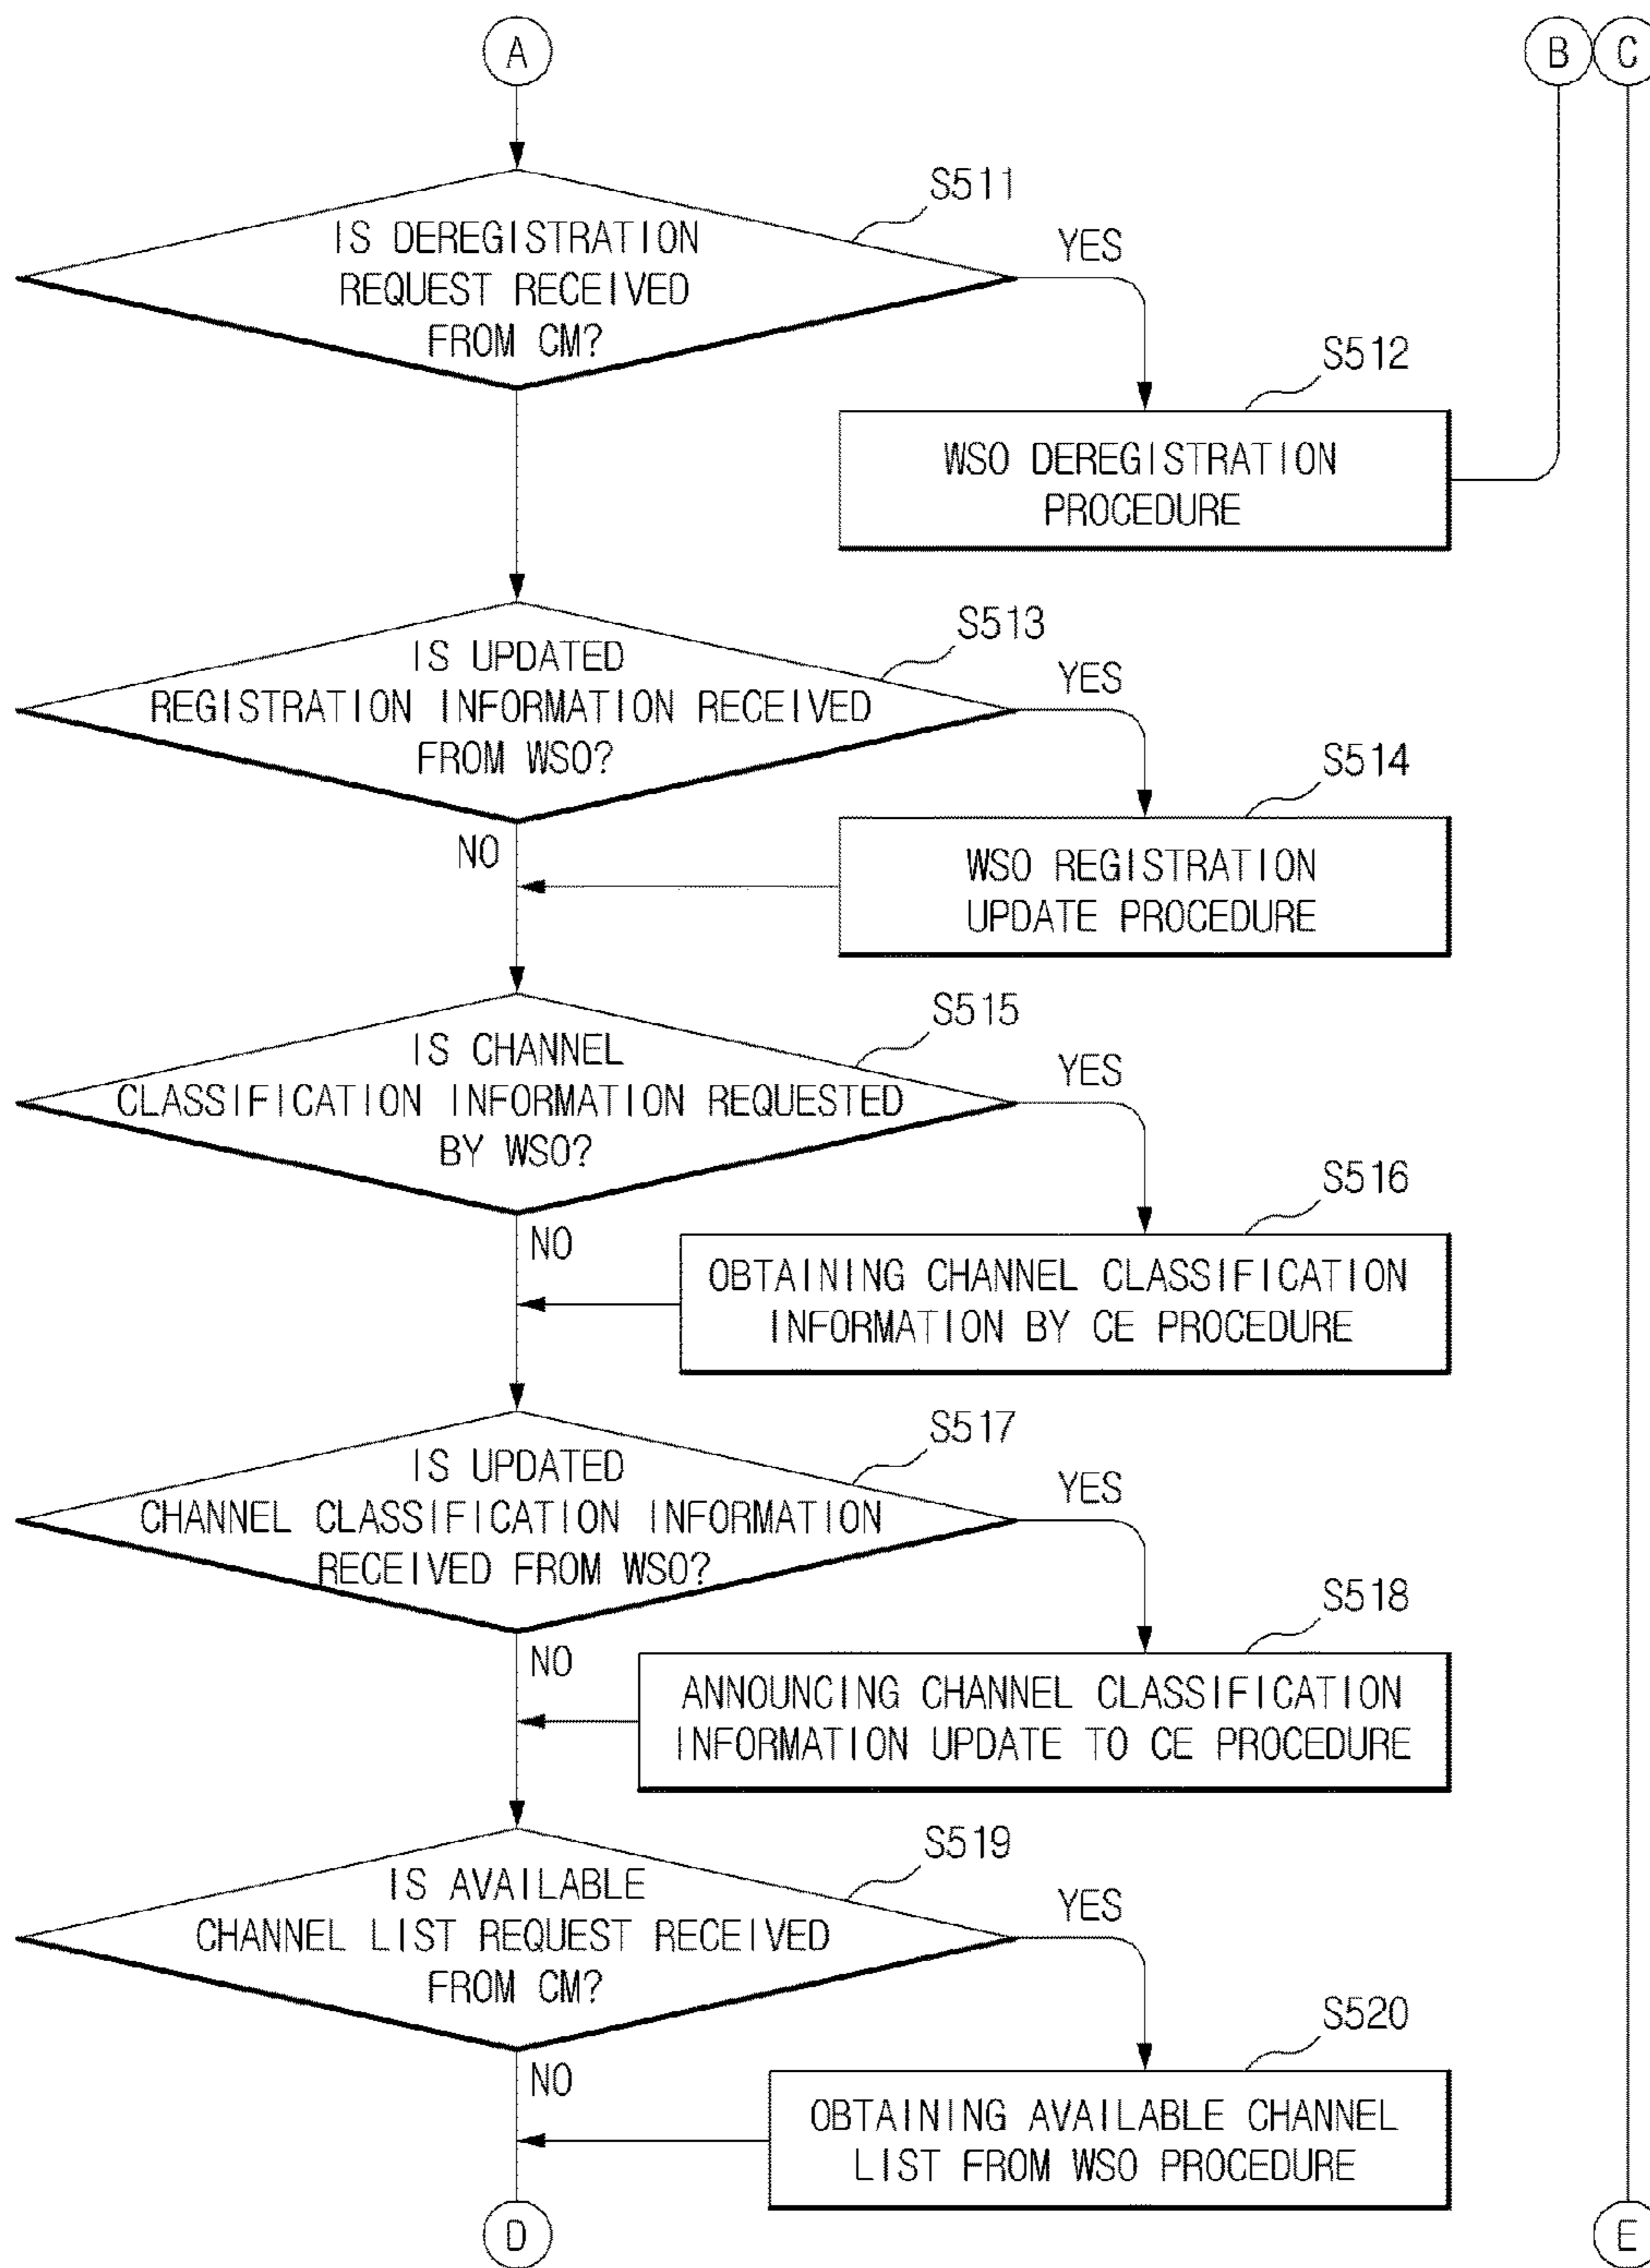 A
B
C
S511
IS DEREGISTRATION
REQUEST RECEIVED
FROM CM?
YES
S512
WSO DEREGISTRATION
PROCEDURE
S513
IS UPDATED
REGISTRATION INFORMATION RECEIVED
FROM WSO?
YES
S514
NO
WSO REGISTRATION
UPDATE PROCEDURE
S515
IS CHANNEL
CLASSIFICATION INFORMATION REQUESTED
BY WSO?
YES
S516
NO
OBTAINING CHANNEL CLASSIFICATION
INFORMATION BY CE PROCEDURE
S517
IS UPDATED
CHANNEL CLASSIFICATION INFORMATION
RECEIVED FROM WSO?
YES
S518
NO
ANNOUNCING CHANNEL CLASSIFICATION
INFORMATION UPDATE TO CE PROCEDURE
S519
IS AVAILABLE
CHANNEL LIST REQUEST RECEIVED
FROM CM?
YES
S520
NO
OBTAINING AVAILABLE CHANNEL
LIST FROM WSO PROCEDURE
D
E